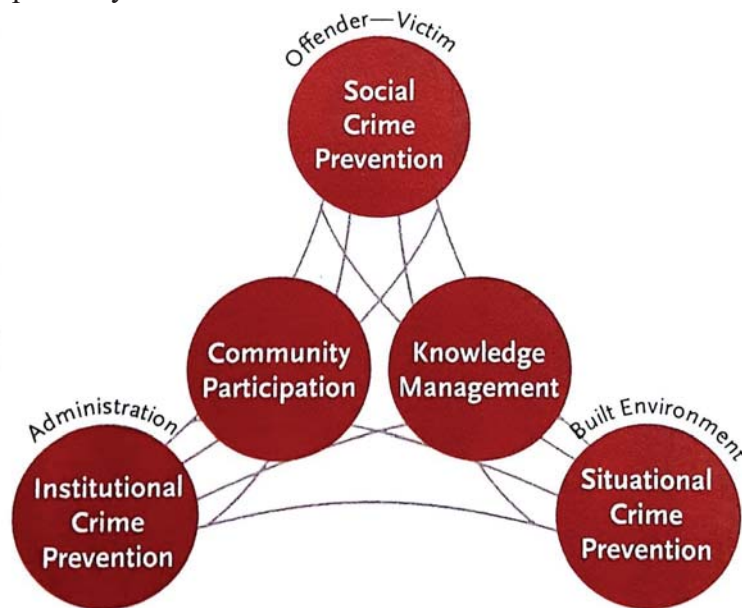 Offender—Victim
Social
Crime
Prevention
Community
Participation
Knowledge
Management
Administration
Institutional
Crime
Prevention
Built Environment
Situational
Crime
Prevention